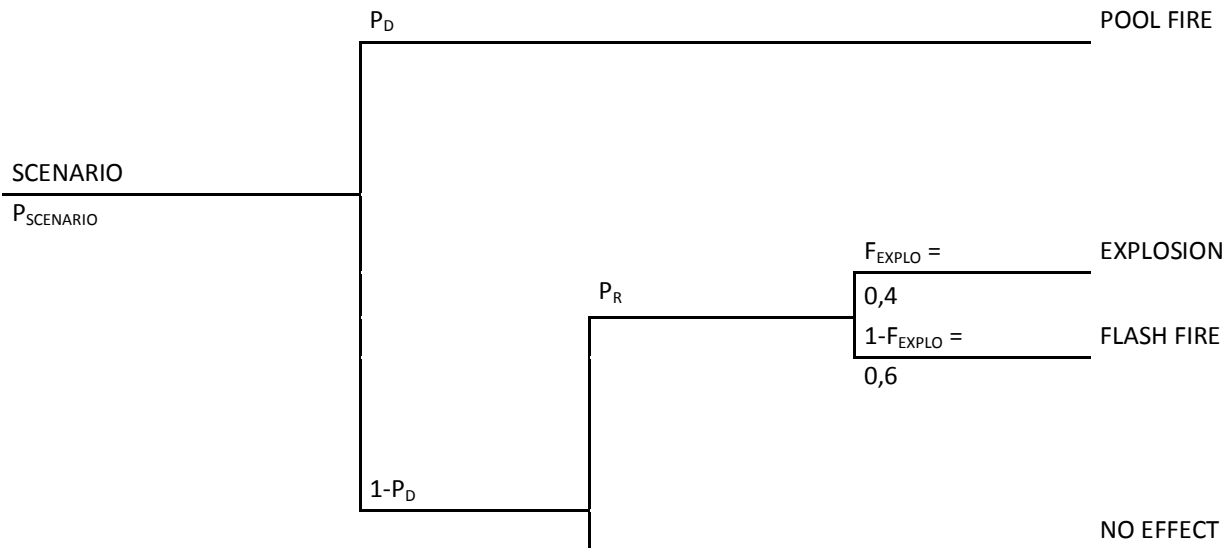 P_D
POOL FIRE
SCENARIO
P_SCENARIO
P_R
F_EXPLO =
0,4
EXPLOSION
1-F_EXPLO =
0,6
FLASH FIRE
1-P_D
NO EFFECT